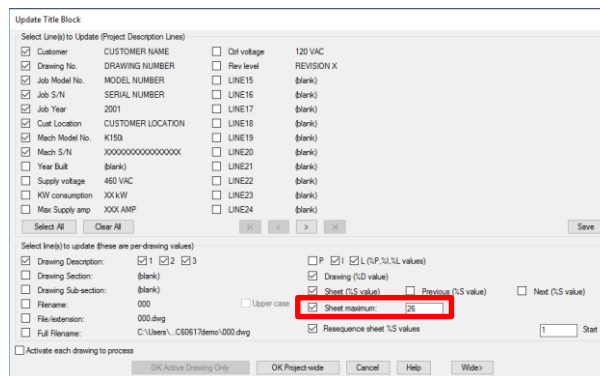 Update Title Block
Select Line(s) to Update (Project Description Lines)
Customer CUSTOMER NAME Ctrl voltage 120 VAC
Drawing No. DRAWING NUMBER Rev level REVISION X
Job Model No. MODEL NUMBER LINE15 (blank)
Job S/N SERIAL NUMBER LINE16 (blank)
Job Year 2001 LINE17 (blank)
Cust Location CUSTOMER LOCATION LINE18 (blank)
Mach Model No. K150i LINE19 (blank)
Mach S/N XXXXXXXXXXXXXXXX LINE20 (blank)
Year Built (blank) LINE21 (blank)
Supply voltage 460 VAC LINE22 (blank)
KW consumption XX kW LINE23 (blank)
Max Supply amp XXX AMP LINE24 (blank)
Select All Clear All |< < > >| Save
Select line(s) to update (these are per-drawing values)
Drawing Description: 1 2 3 P I L (%P,%I,%L values)
Drawing Section: (blank) Drawing (%D value)
Drawing Sub-section: (blank) Sheet (%S value) Previous (%S value) Next (%S value)
Filename: 000 Upper case Sheet maximum: 26
File/extension: 000.dwg Resequence sheet %S values 1 Start
Full Filename: C:\Users\...C60617demo\000.dwg
Activate each drawing to process
OK Active Drawing Only OK Project-wide Cancel Help Wide>